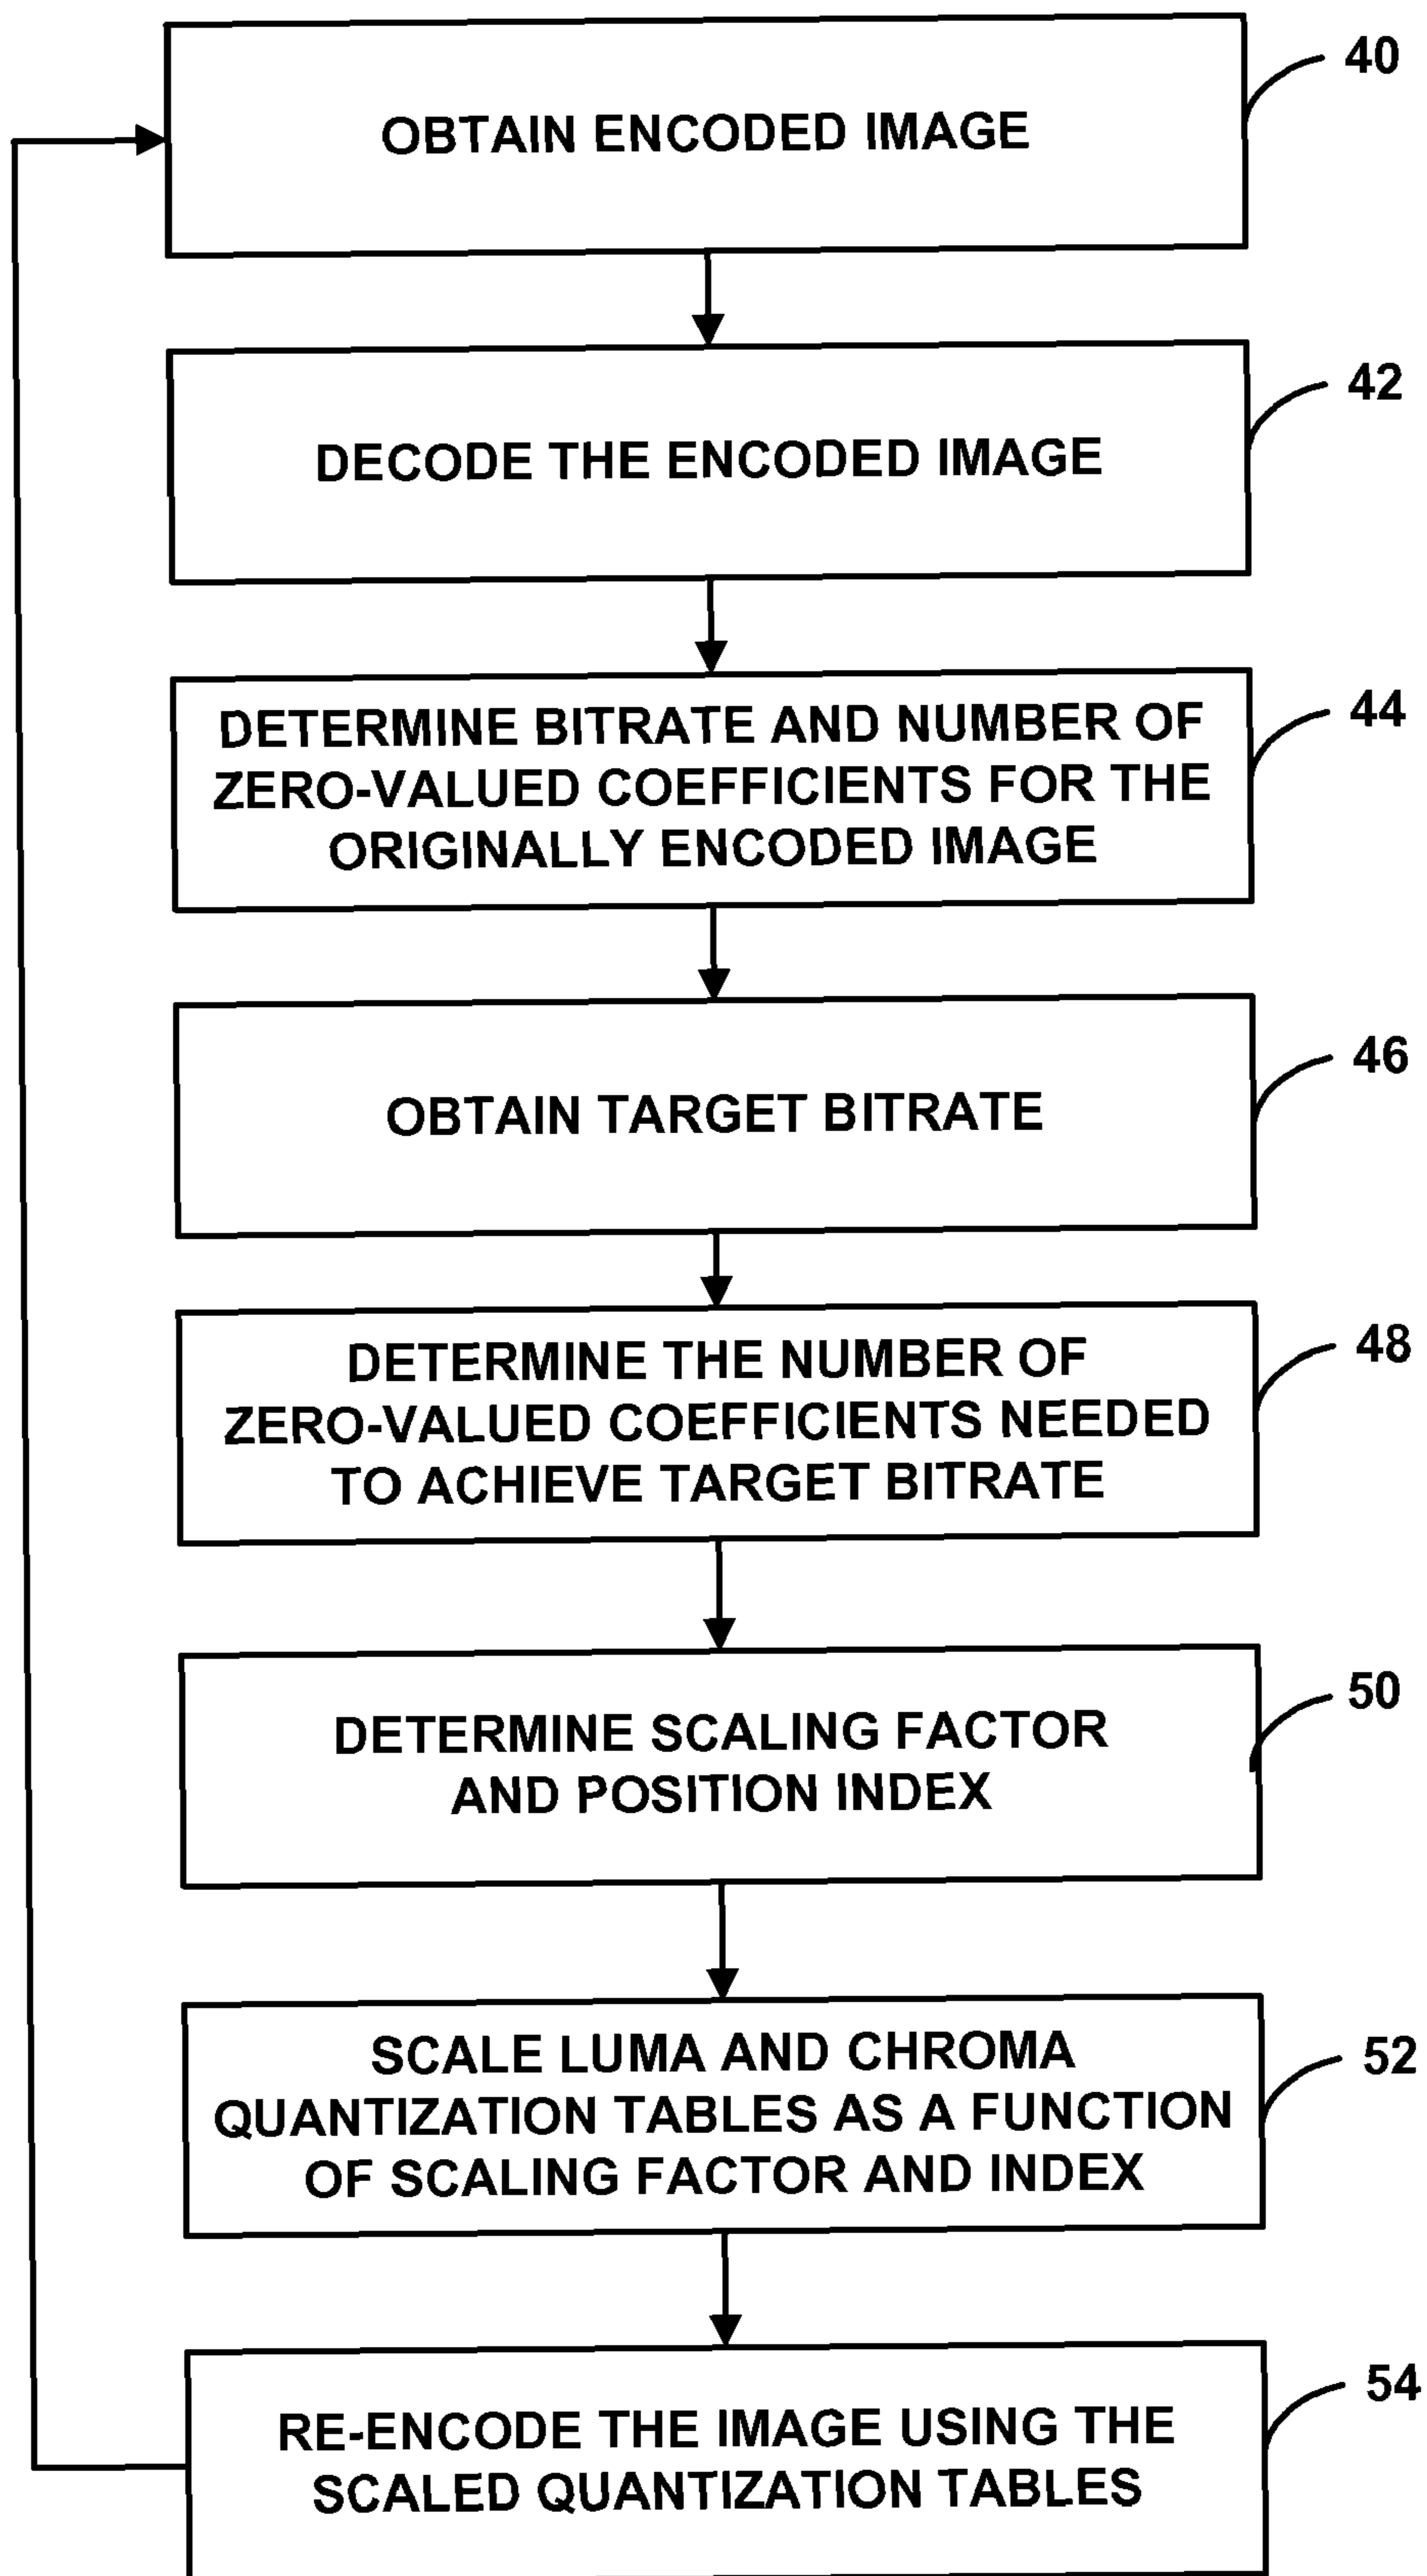 40
OBTAIN ENCODED IMAGE
42
DECODE THE ENCODED IMAGE
44
DETERMINE BITRATE AND NUMBER OF
ZERO-VALUED COEFFICIENTS FOR THE
ORIGINALLY ENCODED IMAGE
46
OBTAIN TARGET BITRATE
48
DETERMINE THE NUMBER OF
ZERO-VALUED COEFFICIENTS NEEDED
TO ACHIEVE TARGET BITRATE
50
DETERMINE SCALING FACTOR
AND POSITION INDEX
52
SCALE LUMA AND CHROMA
QUANTIZATION TABLES AS A FUNCTION
OF SCALING FACTOR AND INDEX
54
RE-ENCODE THE IMAGE USING THE
SCALED QUANTIZATION TABLES